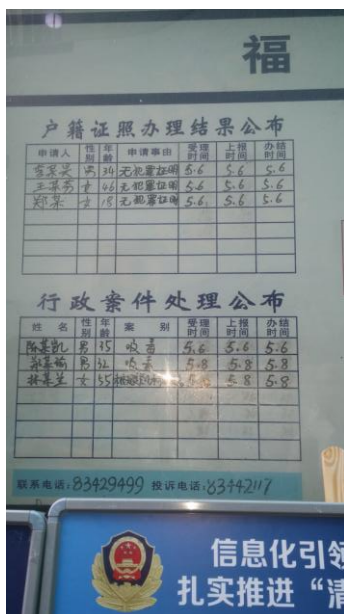 福
户籍证照办理结果公布
申请人 性别 年龄 申请事由 受理时间 上报时间 办结时间
李某英 男 34 无犯罪证明 5.6 5.6 5.6
王某芳 女 46 无犯罪证明 5.6 5.6 5.6
郑某 女 18 无犯罪证明 5.6 5.6 5.6
行政案件处理公布
姓名 性别 年龄 案别 受理时间 上报时间 办结时间
陈某凯 男 35 吸毒 5.6 5.6 5.6
男 32 吸毒 5.8 5.8 5.8
林某兰 女 55 5.8 5.8
联系电话:83429499 投诉电话:83442117
信息化引领
扎实推进“清